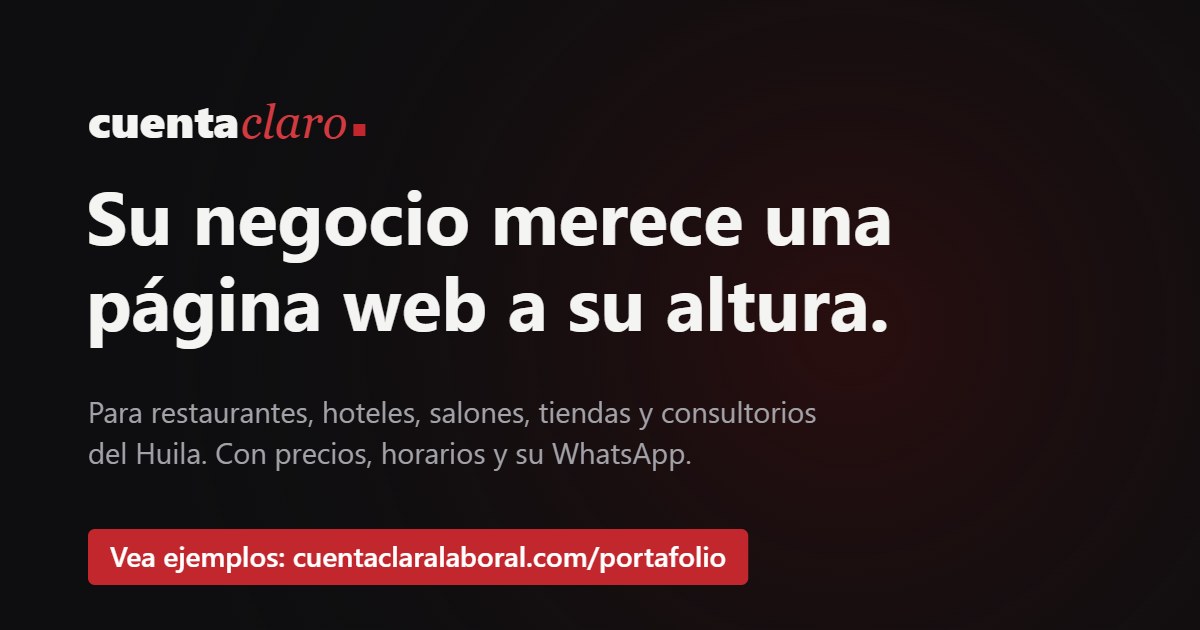 cuentaclaro
Su negocio merece una
página web a su altura.
Para restaurantes, hoteles, salones, tiendas y consultorios
del Huila. Con precios, horarios y su WhatsApp.
Vea ejemplos: cuentaclaralaboral.com/portafolio